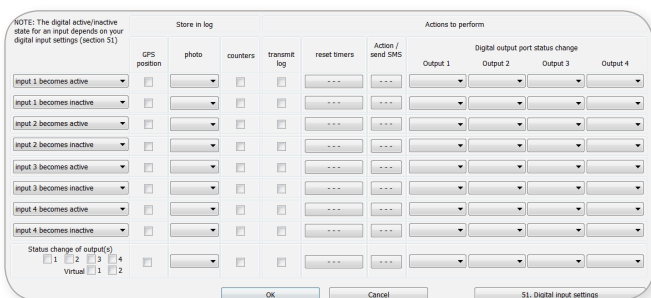 NOTE: The digital active/inactive
state for an input depends on your
digital input settings (section 51)
Store in log
Actions to perform
GPS
position
photo
counters
transmit
log
reset timers
Action /
send SMS
Digital output port status change
Output 1 Output 2 Output 3 Output 4
input 1 becomes active - - - - - -
input 1 becomes inactive - - - - - -
input 2 becomes active - - - - - -
input 2 becomes inactive - - - - - -
input 3 becomes active - - - - - -
input 3 becomes inactive - - - - - -
input 4 becomes active - - - - - -
input 4 becomes inactive - - - - - -
Status change of output(s)
1 2 3 4 - - - - - -
Virtual 1 2
OK Cancel 51. Digital input settings